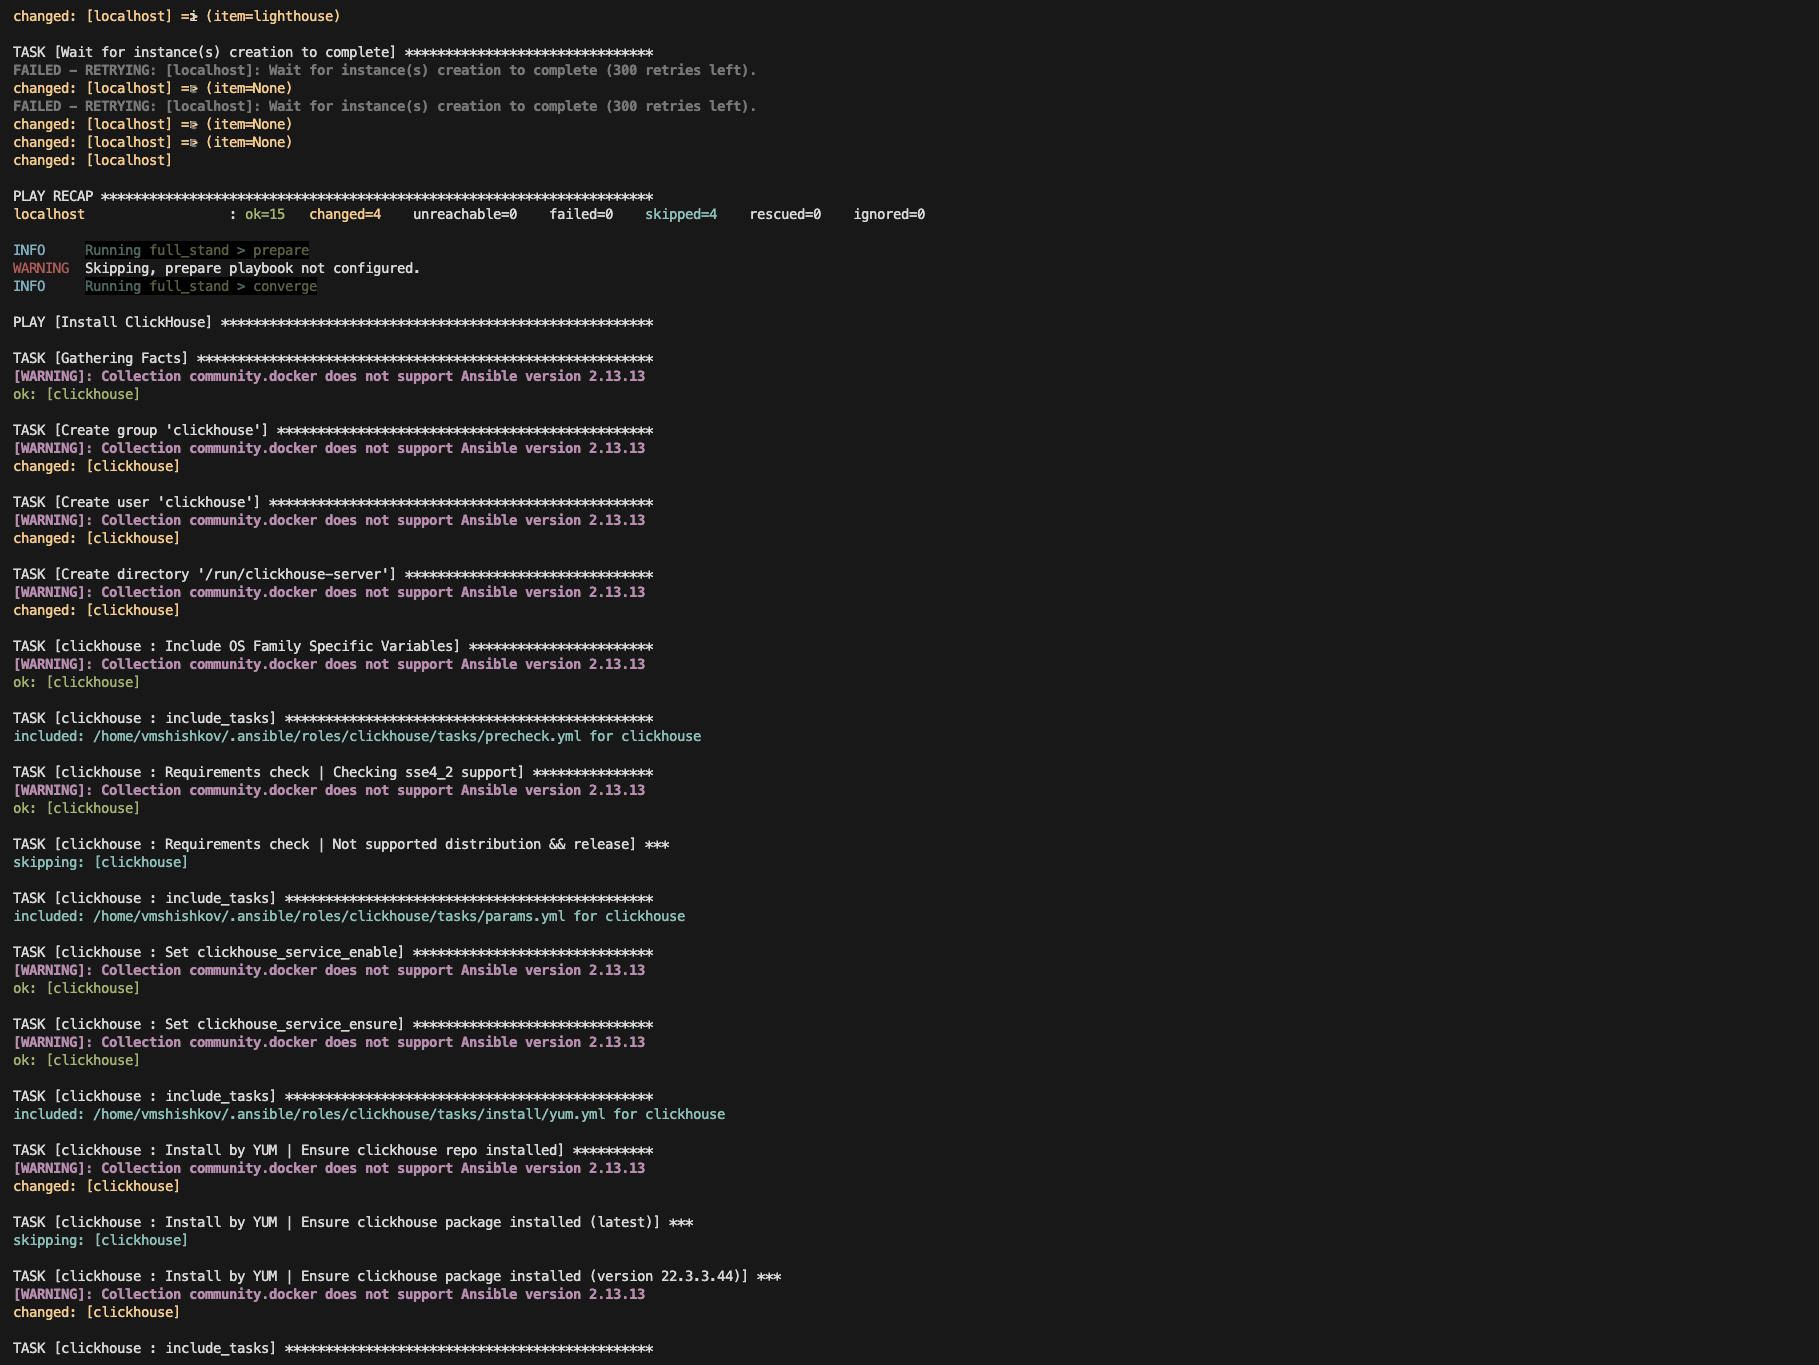 changed: [localhost] => (item=lighthouse)
TASK [Wait for instance(s) creation to complete] *******************************
FAILED - RETRYING: [localhost]: Wait for instance(s) creation to complete (300 retries left).
changed: [localhost] => (item=None)
FAILED - RETRYING: [localhost]: Wait for instance(s) creation to complete (300 retries left).
changed: [localhost] => (item=None)
changed: [localhost] => (item=None)
changed: [localhost]
PLAY RECAP *********************************************************************
localhost                  : ok=15   changed=4    unreachable=0    failed=0    skipped=4    rescued=0    ignored=0
INFO     Running full_stand > prepare
WARNING  Skipping, prepare playbook not configured.
INFO     Running full_stand > converge
PLAY [Install ClickHouse] ******************************************************
TASK [Gathering Facts] *********************************************************
[WARNING]: Collection community.docker does not support Ansible version 2.13.13
ok: [clickhouse]
TASK [Create group 'clickhouse'] ***********************************************
[WARNING]: Collection community.docker does not support Ansible version 2.13.13
changed: [clickhouse]
TASK [Create user 'clickhouse'] ************************************************
[WARNING]: Collection community.docker does not support Ansible version 2.13.13
changed: [clickhouse]
TASK [Create directory '/run/clickhouse-server'] *******************************
[WARNING]: Collection community.docker does not support Ansible version 2.13.13
changed: [clickhouse]
TASK [clickhouse : Include OS Family Specific Variables] ***********************
[WARNING]: Collection community.docker does not support Ansible version 2.13.13
ok: [clickhouse]
TASK [clickhouse : include_tasks] **********************************************
included: /home/vmshishkov/.ansible/roles/clickhouse/tasks/precheck.yml for clickhouse
TASK [clickhouse : Requirements check | Checking sse4_2 support] ***************
[WARNING]: Collection community.docker does not support Ansible version 2.13.13
ok: [clickhouse]
TASK [clickhouse : Requirements check | Not supported distribution && release] ***
skipping: [clickhouse]
TASK [clickhouse : include_tasks] **********************************************
included: /home/vmshishkov/.ansible/roles/clickhouse/tasks/params.yml for clickhouse
TASK [clickhouse : Set clickhouse_service_enable] ******************************
[WARNING]: Collection community.docker does not support Ansible version 2.13.13
ok: [clickhouse]
TASK [clickhouse : Set clickhouse_service_ensure] ******************************
[WARNING]: Collection community.docker does not support Ansible version 2.13.13
ok: [clickhouse]
TASK [clickhouse : include_tasks] **********************************************
included: /home/vmshishkov/.ansible/roles/clickhouse/tasks/install/yum.yml for clickhouse
TASK [clickhouse : Install by YUM | Ensure clickhouse repo installed] **********
[WARNING]: Collection community.docker does not support Ansible version 2.13.13
changed: [clickhouse]
TASK [clickhouse : Install by YUM | Ensure clickhouse package installed (latest)] ***
skipping: [clickhouse]
TASK [clickhouse : Install by YUM | Ensure clickhouse package installed (version 22.3.3.44)] ***
[WARNING]: Collection community.docker does not support Ansible version 2.13.13
changed: [clickhouse]
TASK [clickhouse : include_tasks] **********************************************